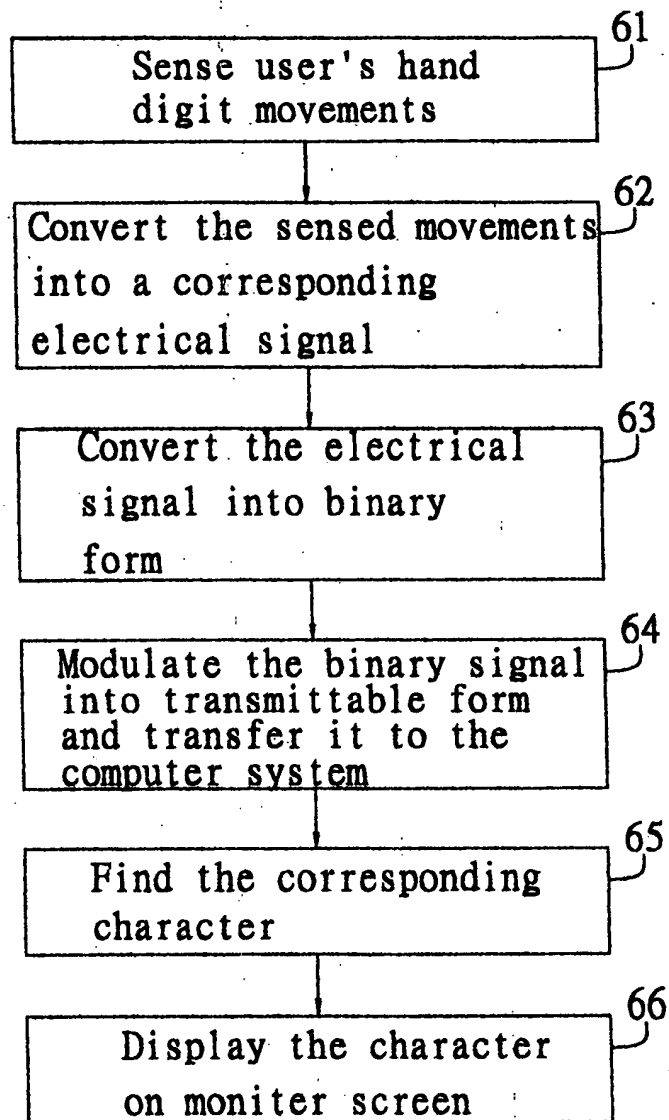 61
Sense user's hand
digit movements
62
Convert the sensed movements
into a corresponding
electrical signal
63
Convert the electrical
signal into binary
form
64
Modulate the binary signal
into transmittable form
and transfer it to the
computer system
65
Find the corresponding
character
66
Display the character
on moniter screen